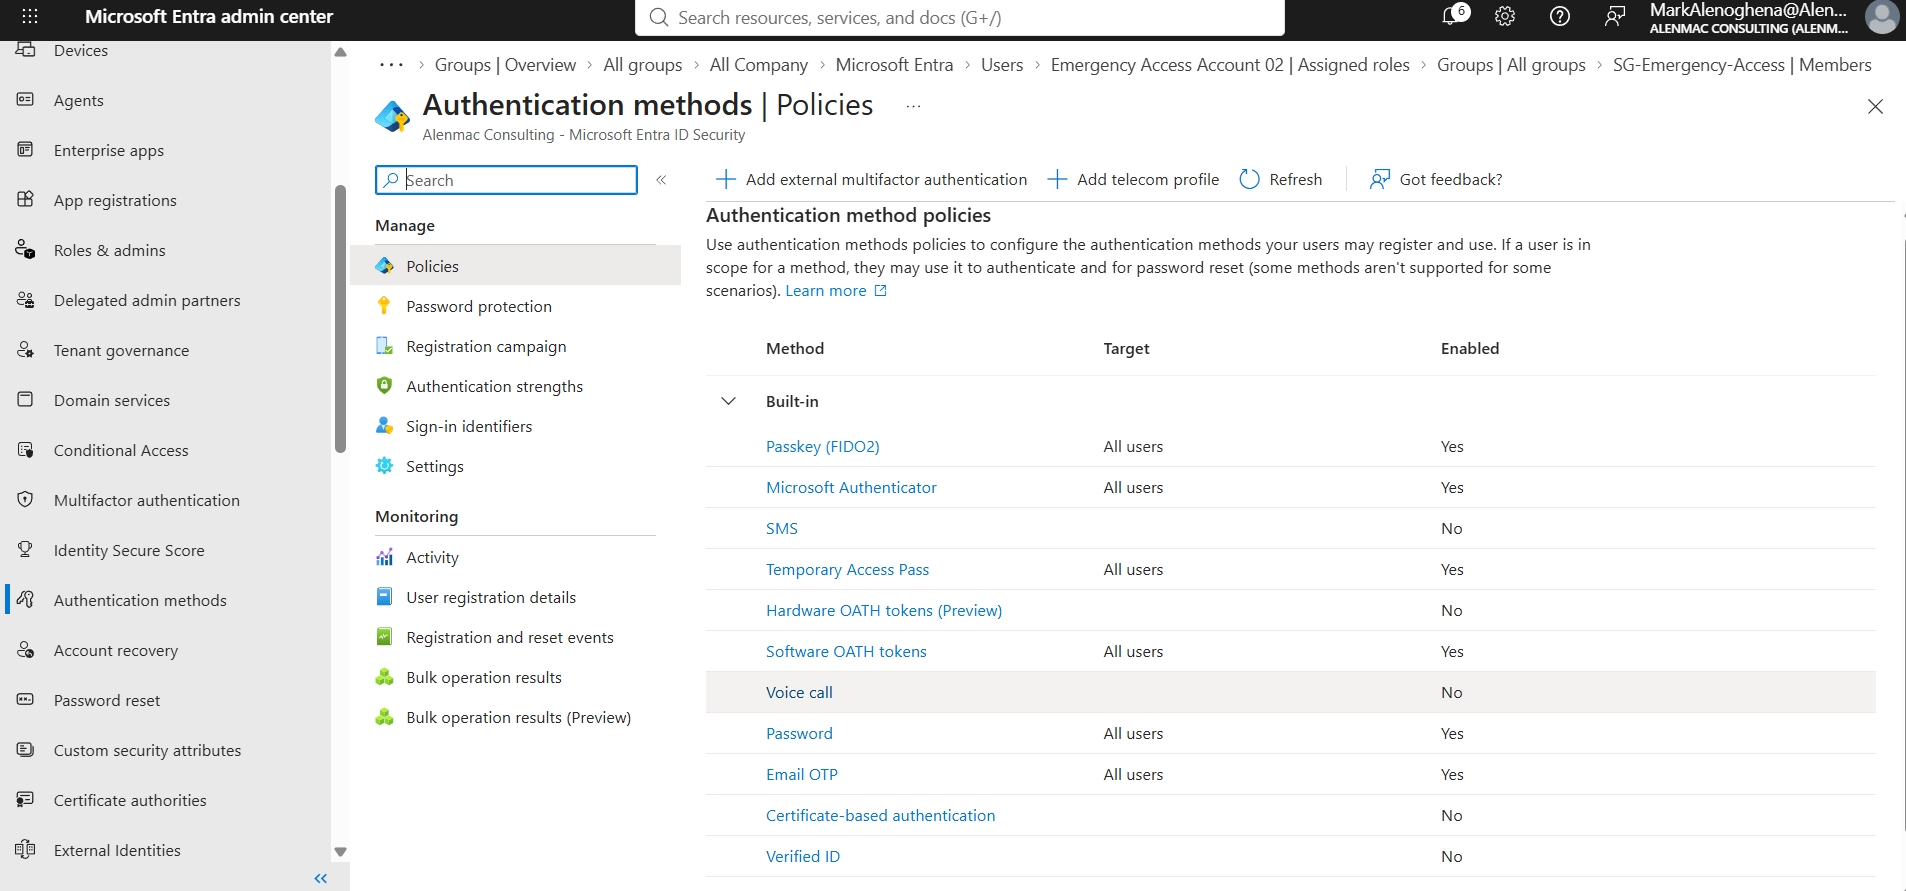 Microsoft Entra admin center
Search resources, services, and docs (G+/)
6
MarkAlenoghena@Alen...
ALENMAC CONSULTING (ALENM...
Devices
Agents
Enterprise apps
App registrations
Roles & admins
Delegated admin partners
Tenant governance
Domain services
Conditional Access
Multifactor authentication
Identity Secure Score
Authentication methods
Account recovery
Password reset
Custom security attributes
Certificate authorities
External Identities
··· > Groups | Overview > All groups > All Company > Microsoft Entra > Users > Emergency Access Account 02 | Assigned roles > Groups | All groups > SG-Emergency-Access | Members
Authentication methods | Policies ...
Alenmac Consulting - Microsoft Entra ID Security
Search
Manage
Policies
Password protection
Registration campaign
Authentication strengths
Sign-in identifiers
Settings
Monitoring
Activity
User registration details
Registration and reset events
Bulk operation results
Bulk operation results (Preview)
Add external multifactor authentication Add telecom profile Refresh Got feedback?
Authentication method policies
Use authentication methods policies to configure the authentication methods your users may register and use. If a user is in
scope for a method, they may use it to authenticate and for password reset (some methods aren't supported for some
scenarios). Learn more
Method Target Enabled
Built-in
Passkey (FIDO2) All users Yes
Microsoft Authenticator All users Yes
SMS No
Temporary Access Pass All users Yes
Hardware OATH tokens (Preview) No
Software OATH tokens All users Yes
Voice call No
Password All users Yes
Email OTP All users Yes
Certificate-based authentication No
Verified ID No